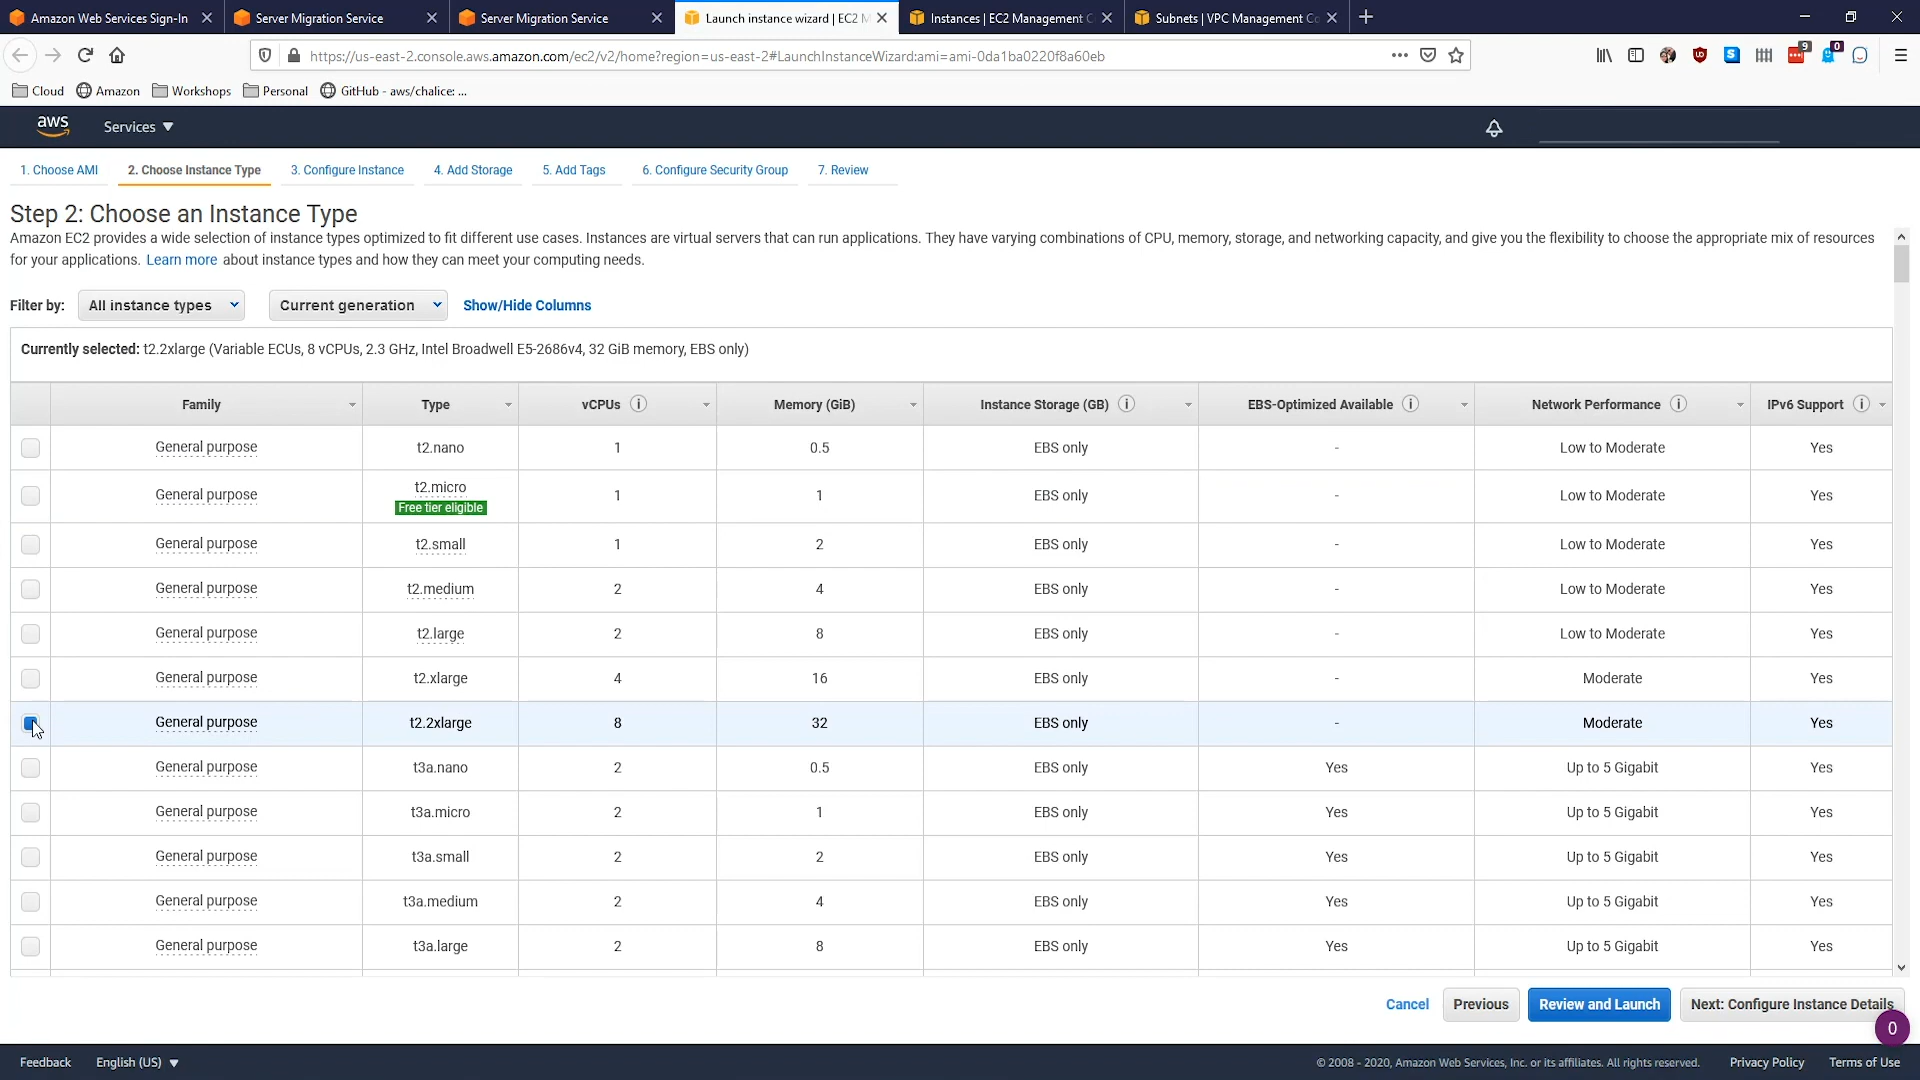 Amazon Web Services Sign-In
Server Migration Service
Server Migration Service
Launch instance wizard | EC2 M
Instances | EC2 Management C
Subnets | VPC Management Co
https://us-east-2.console.aws.amazon.com/ec2/v2/home?region=us-east-2#LaunchInstanceWizard:ami=ami-0da1ba0220f8a60eb
9
0
Cloud
Amazon
Workshops
Personal
GitHub - aws/chalice: ...
aws
Services
1. Choose AMI
2. Choose Instance Type
3. Configure Instance
4. Add Storage
5. Add Tags
6. Configure Security Group
7. Review
Step 2: Choose an Instance Type
Amazon EC2 provides a wide selection of instance types optimized to fit different use cases. Instances are virtual servers that can run applications. They have varying combinations of CPU, memory, storage, and networking capacity, and give you the flexibility to choose the appropriate mix of resources
for your applications. Learn more about instance types and how they can meet your computing needs.
Filter by: All instance types Current generation Show/Hide Columns
Currently selected: t2.2xlarge (Variable ECUs, 8 vCPUs, 2.3 GHz, Intel Broadwell E5-2686v4, 32 GiB memory, EBS only)
Family Type vCPUs Memory (GiB) Instance Storage (GB) EBS-Optimized Available Network Performance IPv6 Support
General purpose t2.nano 1 0.5 EBS only - Low to Moderate Yes
General purpose t2.micro 1 1 EBS only - Low to Moderate Yes
Free tier eligible
General purpose t2.small 1 2 EBS only - Low to Moderate Yes
General purpose t2.medium 2 4 EBS only - Low to Moderate Yes
General purpose t2.large 2 8 EBS only - Low to Moderate Yes
General purpose t2.xlarge 4 16 EBS only - Moderate Yes
General purpose t2.2xlarge 8 32 EBS only - Moderate Yes
General purpose t3a.nano 2 0.5 EBS only Yes Up to 5 Gigabit Yes
General purpose t3a.micro 2 1 EBS only Yes Up to 5 Gigabit Yes
General purpose t3a.small 2 2 EBS only Yes Up to 5 Gigabit Yes
General purpose t3a.medium 2 4 EBS only Yes Up to 5 Gigabit Yes
General purpose t3a.large 2 8 EBS only Yes Up to 5 Gigabit Yes
Cancel Previous Review and Launch Next: Configure Instance Details
0
Feedback English (US) © 2008 - 2020, Amazon Web Services, Inc. or its affiliates. All rights reserved. Privacy Policy Terms of Use